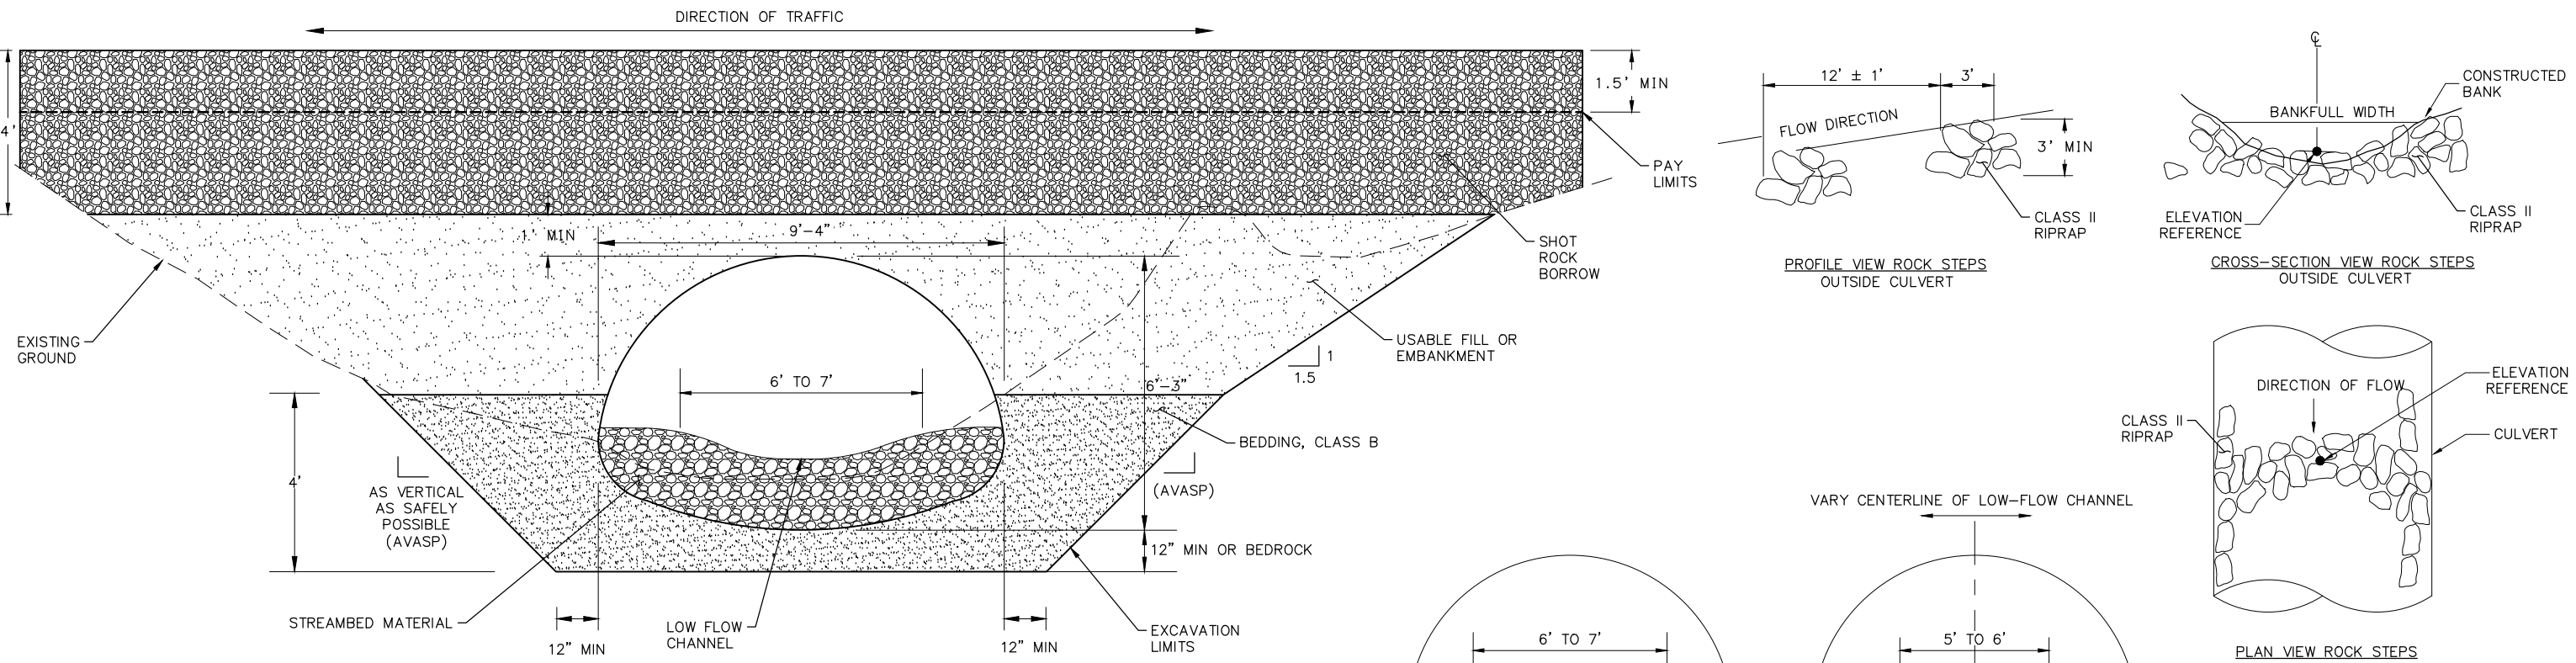 DIRECTION OF TRAFFIC
4'
1.5' MIN
PAY
LIMITS
SHOT
ROCK
BORROW
1' MIN
9'-4"
EXISTING
GROUND
USABLE FILL OR
EMBANKMENT
1
1.5
6' TO 7'
6'-3"
BEDDING, CLASS B
4'
AS VERTICAL
AS SAFELY
POSSIBLE
(AVASP)
(AVASP)
12" MIN OR BEDROCK
STREAMBED MATERIAL
LOW FLOW
CHANNEL
EXCAVATION
LIMITS
12" MIN
12" MIN
12' ± 1'
3'
FLOW DIRECTION
3' MIN
CLASS II
RIPRAP
PROFILE VIEW ROCK STEPS
OUTSIDE CULVERT
℄
CONSTRUCTED
BANK
BANKFULL WIDTH
ELEVATION
REFERENCE
CLASS II
RIPRAP
CROSS-SECTION VIEW ROCK STEPS
OUTSIDE CULVERT
ELEVATION
REFERENCE
DIRECTION OF FLOW
CLASS II
RIPRAP
CULVERT
PLAN VIEW ROCK STEPS
VARY CENTERLINE OF LOW-FLOW CHANNEL
6' TO 7'
5' TO 6'